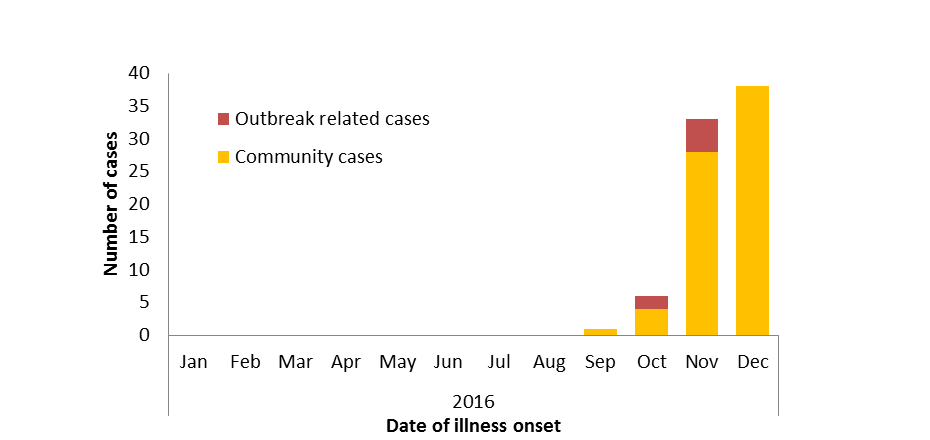 40
35
30
25
20
15
10
5
0
Number of cases
Outbreak related cases
Community cases
Jan Feb Mar Apr May Jun Jul Aug Sep Oct Nov Dec
2016
Date of illness onset